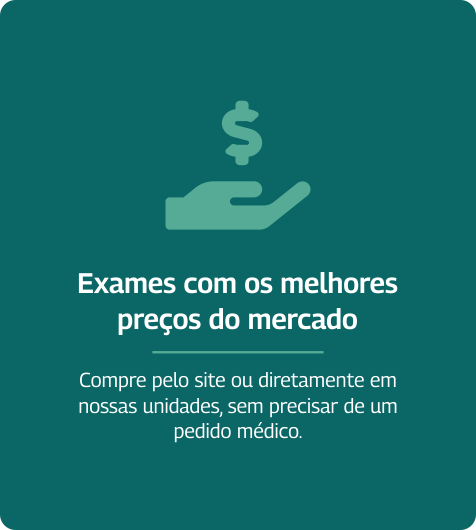 $
Exames com os melhores
preços do mercado
Compre pelo site ou diretamente em
nossas unidades, sem precisar de um
pedido médico.